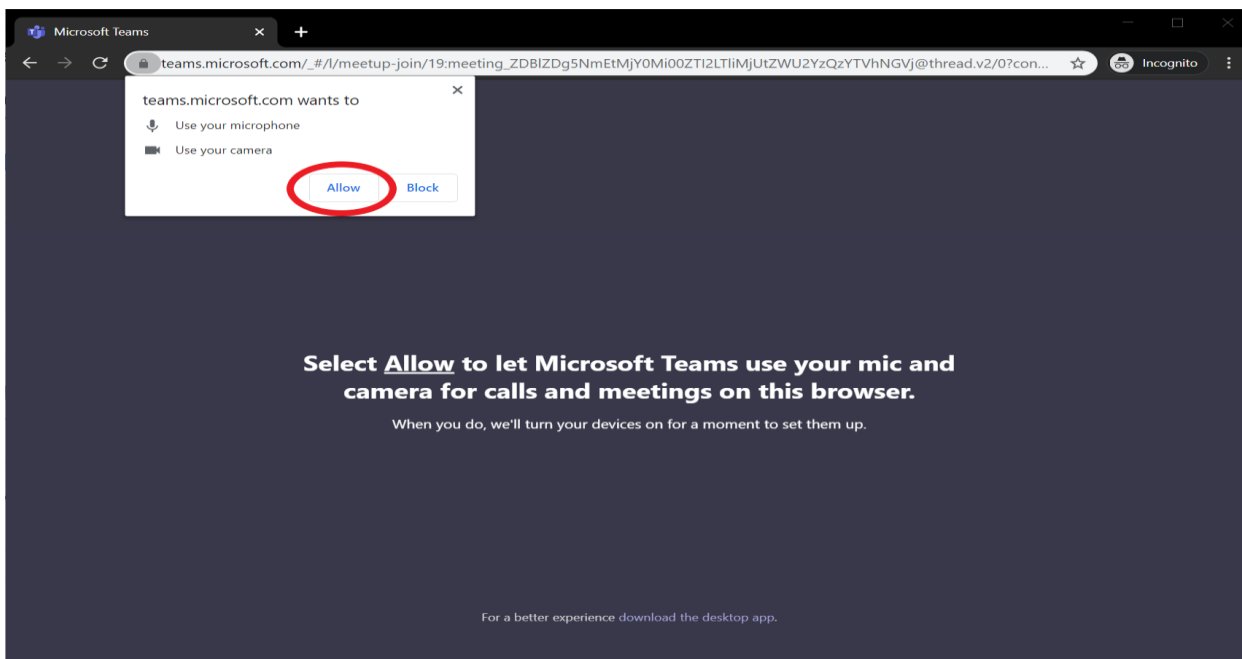 Microsoft Teams
teams.microsoft.com/_#/l/meetup-join/19:meeting_ZDBlZDg5NmEtMjY0Mi00ZTI2LTliMjUtZWU2YzQzYTVhNGVj@thread.v2/0?con...
Incognito
teams.microsoft.com wants to
Use your microphone
Use your camera
Allow
Block
Select Allow to let Microsoft Teams use your mic and
camera for calls and meetings on this browser.
When you do, we'll turn your devices on for a moment to set them up.
For a better experience download the desktop app.